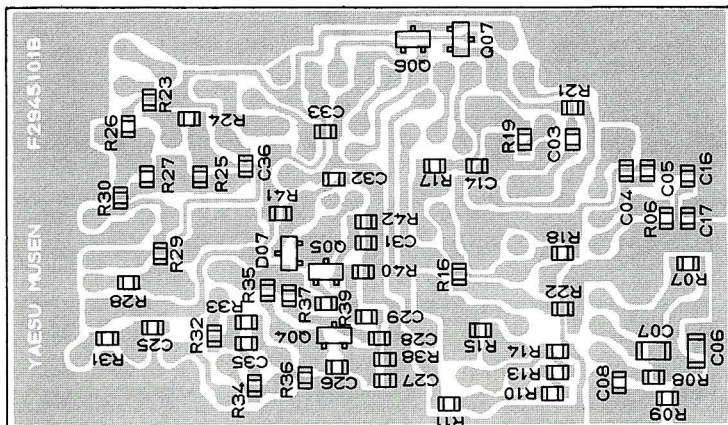 YAESU MUSEN F2945101B
Q06
Q07
R23
R26
R24
C33
R21
R19
C03
R30
R27
R25
C36
C32
R17
C14
C04
C05
C16
R41
R42
R06
C17
R29
D07
Q05
C31
R18
R28
R35
R40
R16
R07
R37
R39
R33
C29
R22
R31
C25
R32
C35
Q04
C28
R15
R14
C07
C06
R34
R36
C26
R38
C27
R13
R10
C08
R08
R11
R09